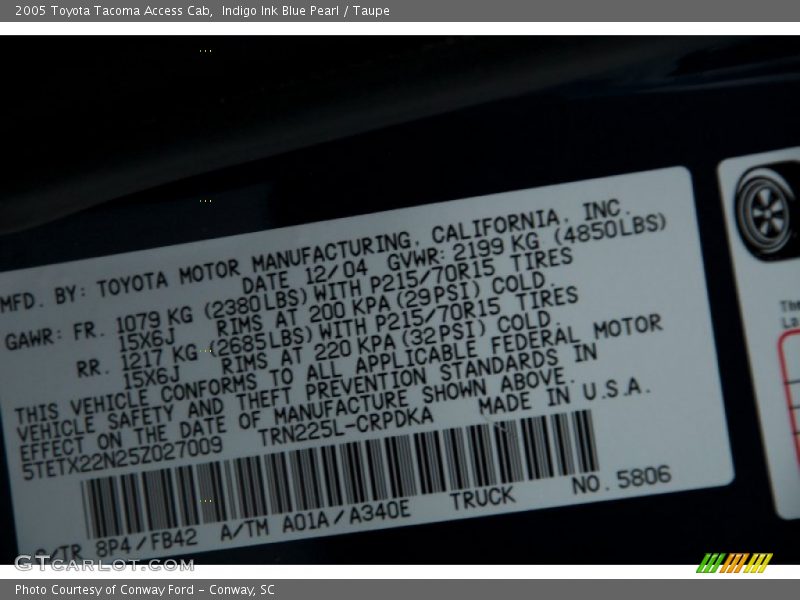 2005 Toyota Tacoma Access Cab, Indigo Ink Blue Pearl / Taupe
MFD. BY: TOYOTA MOTOR MANUFACTURING, CALIFORNIA, INC.
DATE 12/04 GVWR: 2199 KG (4850LBS)
GAWR: FR. 1079 KG (2380LBS) WITH P215/70R15 TIRES
15X6J RIMS AT 200 KPA (29PSI) COLD.
RR. 1217 KG (2685LBS) WITH P215/70R15 TIRES
15X6J RIMS AT 220 KPA (32PSI) COLD.
THIS VEHICLE CONFORMS TO ALL APPLICABLE FEDERAL MOTOR
VEHICLE SAFETY AND THEFT PREVENTION STANDARDS IN
EFFECT ON THE DATE OF MANUFACTURE SHOWN ABOVE.
5TETX22N25Z027009 TRN225L-CRPDKA MADE IN U.S.A.
C/TR 8P4/FB42 A/TM A01A/A340E TRUCK NO. 5806
GTCARLOT.COM
Photo Courtesy of Conway Ford - Conway, SC